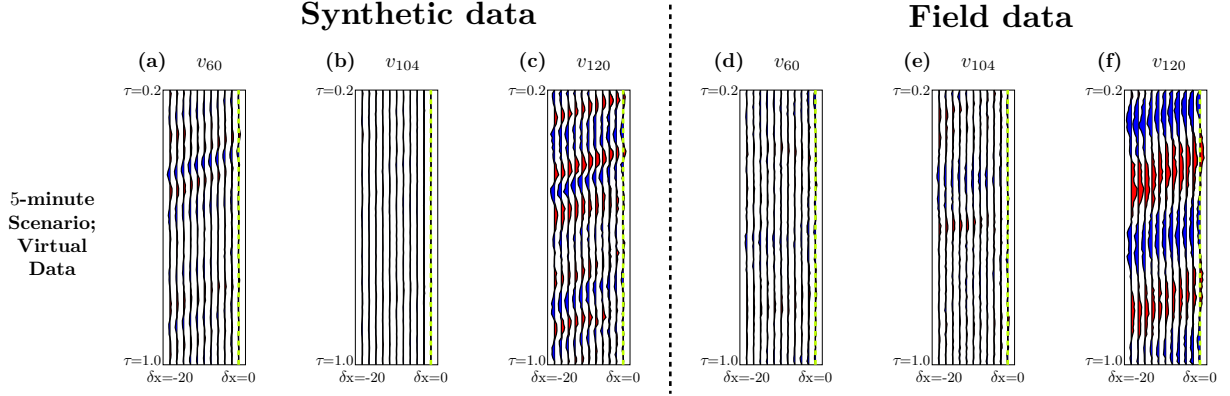 Synthetic data
Field data
(a) v60
(b) v104
(c) v120
(d) v60
(e) v104
(f) v120
τ=0.2
τ=0.2
τ=0.2
τ=0.2
τ=0.2
τ=0.2
5-minute
Scenario;
Virtual
Data
τ=1.0
τ=1.0
τ=1.0
τ=1.0
τ=1.0
τ=1.0
δx=-20 δx=0
δx=-20 δx=0
δx=-20 δx=0
δx=-20 δx=0
δx=-20 δx=0
δx=-20 δx=0